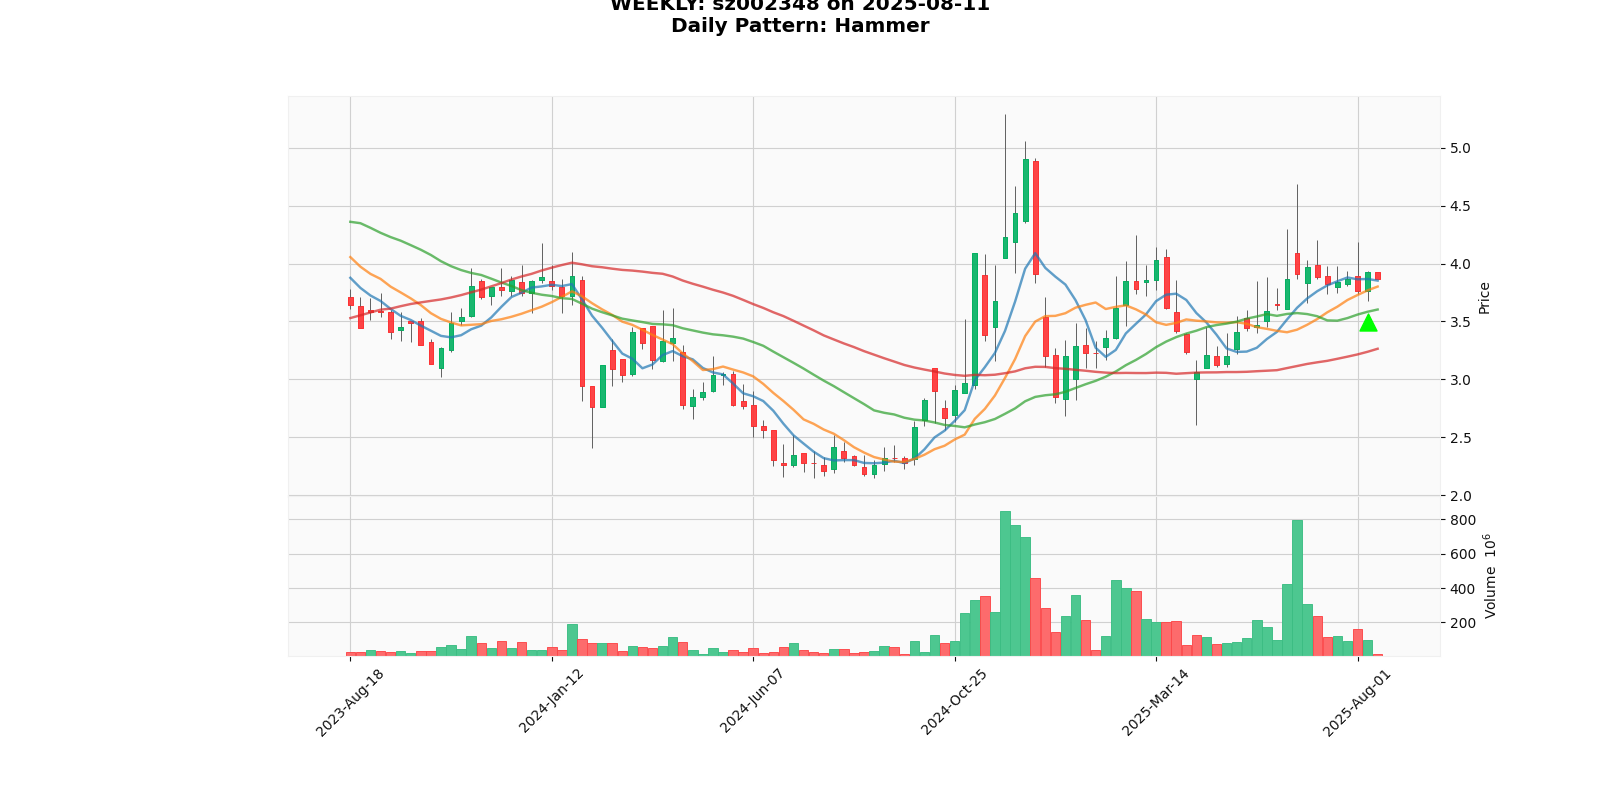 WEEKLY: sz002348 on 2025-08-11
Daily Pattern: Hammer
5.0
4.5
4.0
3.5
3.0
2.5
2.0
Price
800
600
400
200
Volume 10⁶
2023-Aug-18
2024-Jan-12
2024-Jun-07
2024-Oct-25
2025-Mar-14
2025-Aug-01